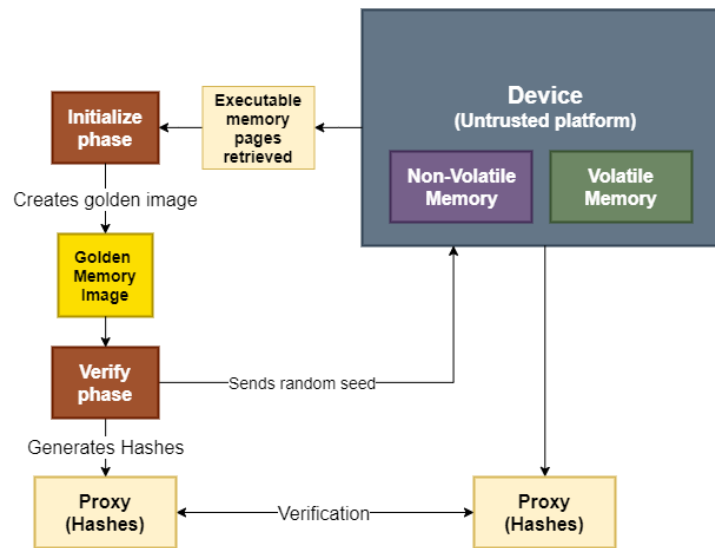 Device
(Untrusted platform)
Initialize
phase
Executable
memory
pages
retrieved
Non-Volatile
Memory
Volatile
Memory
Creates golden image
Golden
Memory
Image
Verify
phase
Sends random seed
Generates Hashes
Proxy
(Hashes)
Verification
Proxy
(Hashes)